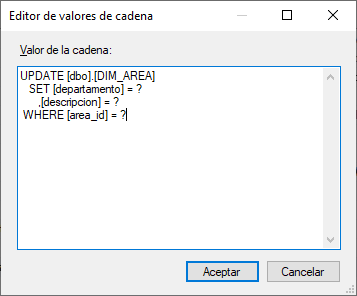 Editor de valores de cadena
Valor de la cadena:
UPDATE [dbo].[DIM_AREA]
   SET [departamento] = ?
      ,[descripcion] = ?
 WHERE [area_id] = ?
Aceptar
Cancelar